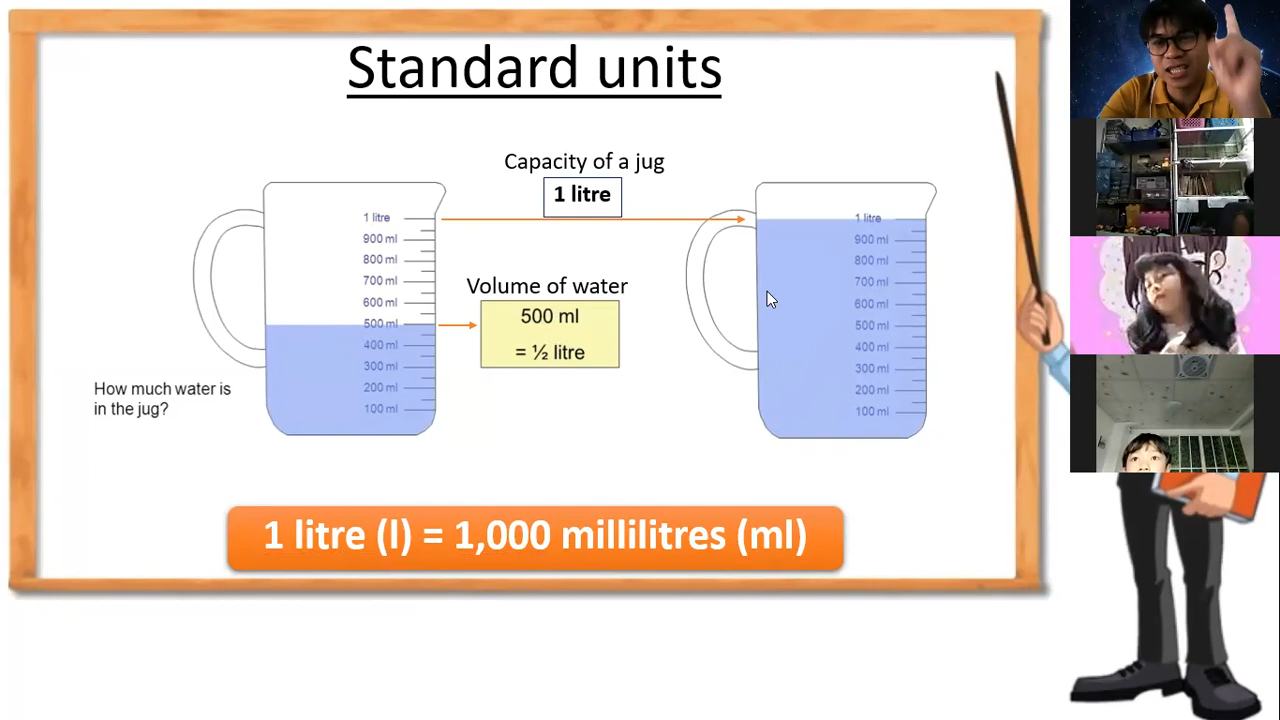 Standard units
Capacity of a jug
1 litre
1 litre
900 ml
800 ml
700 ml
600 ml
500 ml
400 ml
300 ml
200 ml
100 ml
Volume of water
500 ml
= ½ litre
How much water is
in the jug?
1 litre
900 ml
800 ml
700 ml
600 ml
500 ml
400 ml
300 ml
200 ml
100 ml
1 litre (l) = 1,000 millilitres (ml)